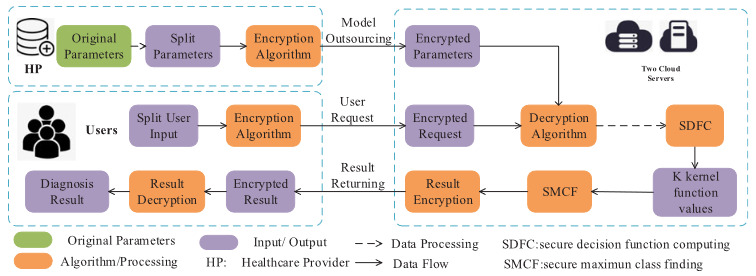 HP
Original
Parameters
Split
Parameters
Encryption
Algorithm
Model
Outsourcing
Encrypted
Parameters
Two Cloud
Servers
Users
Split User
Input
Encryption
Algorithm
User
Request
Encrypted
Request
Decryption
Algorithm
SDFC
Diagnosis
Result
Result
Decryption
Encrypted
Result
Result
Returning
Result
Encryption
SMCF
K kernel
function
values
Original Parameters
Input/ Output
Data Processing
SDFC:secure decision function computing
Algorithm/Processing
HP: Healthcare Provider
Data Flow
SMCF:secure maximun class finding